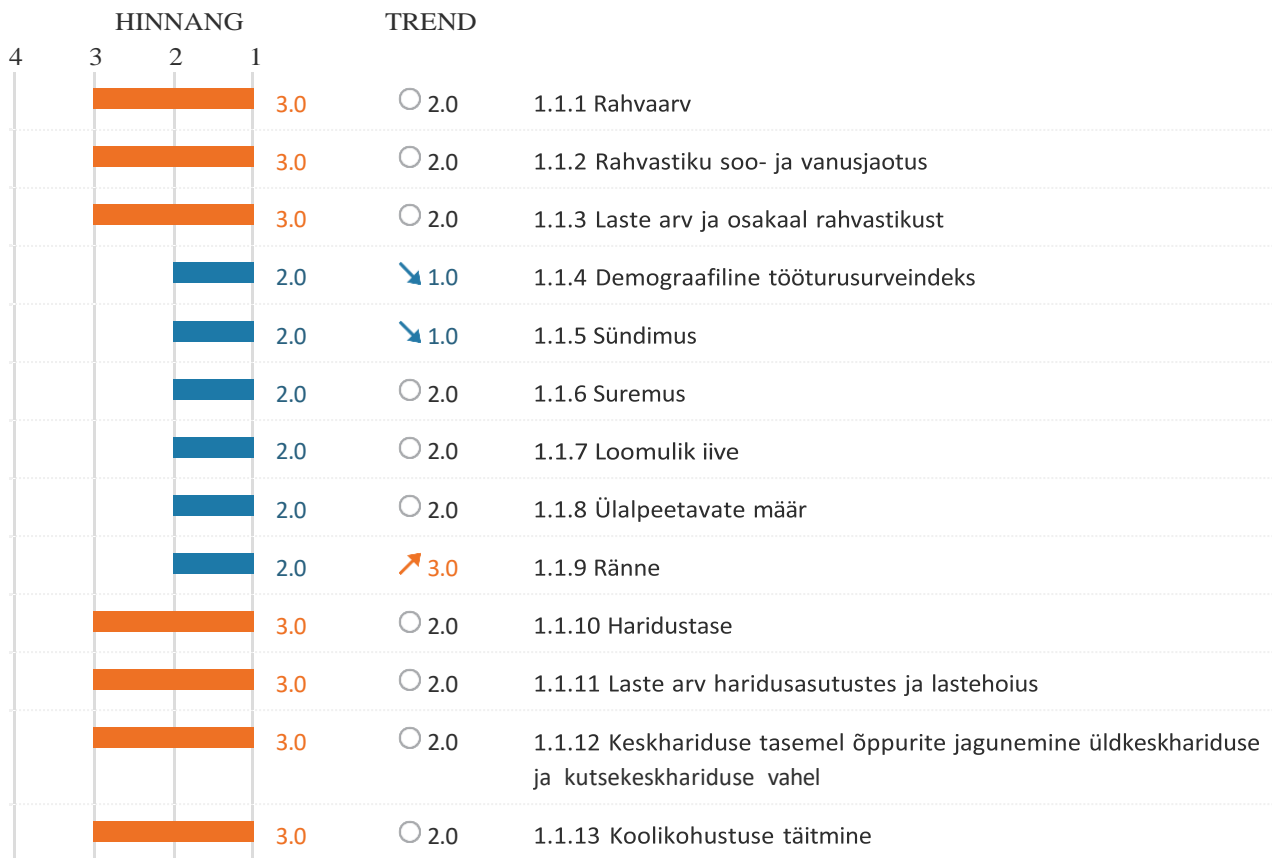 HINNANG TREND
4 3 2 1
3.0 2.0 1.1.1 Rahvaarv
3.0 2.0 1.1.2 Rahvastiku soo- ja vanusjaotus
3.0 2.0 1.1.3 Laste arv ja osakaal rahvastikust
2.0 1.0 1.1.4 Demograafiline tööturusurveindeks
2.0 1.0 1.1.5 Sündimus
2.0 2.0 1.1.6 Suremus
2.0 2.0 1.1.7 Loomulik iive
2.0 2.0 1.1.8 Ülalpeetavate määr
2.0 3.0 1.1.9 Ränne
3.0 2.0 1.1.10 Haridustase
3.0 2.0 1.1.11 Laste arv haridusasutustes ja lastehoius
3.0 2.0 1.1.12 Keskhariduse tasemel õppurite jagunemine üldkeskhariduse
ja kutsekeskhariduse vahel
3.0 2.0 1.1.13 Koolikohustuse täitmine